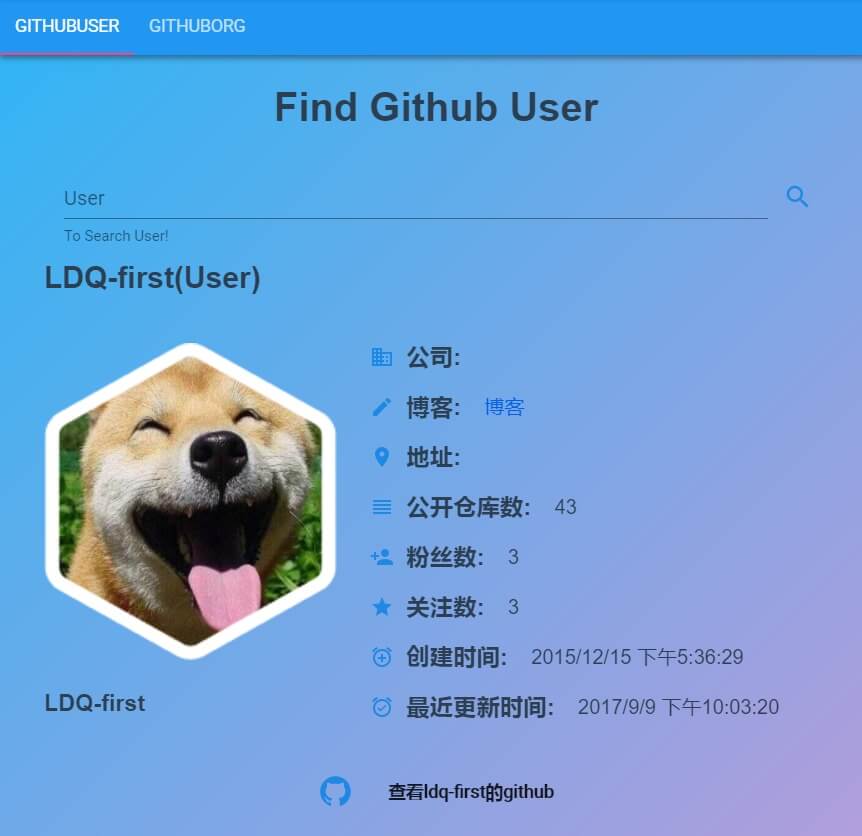 GITHUBUSER GITHUBORG
Find Github User
User
To Search User!
LDQ-first(User)
公司:
博客: 博客
地址:
公开仓库数: 43
粉丝数: 3
关注数: 3
创建时间: 2015/12/15 下午5:36:29
LDQ-first
最近更新时间: 2017/9/9 下午10:03:20
查看ldq-first的github